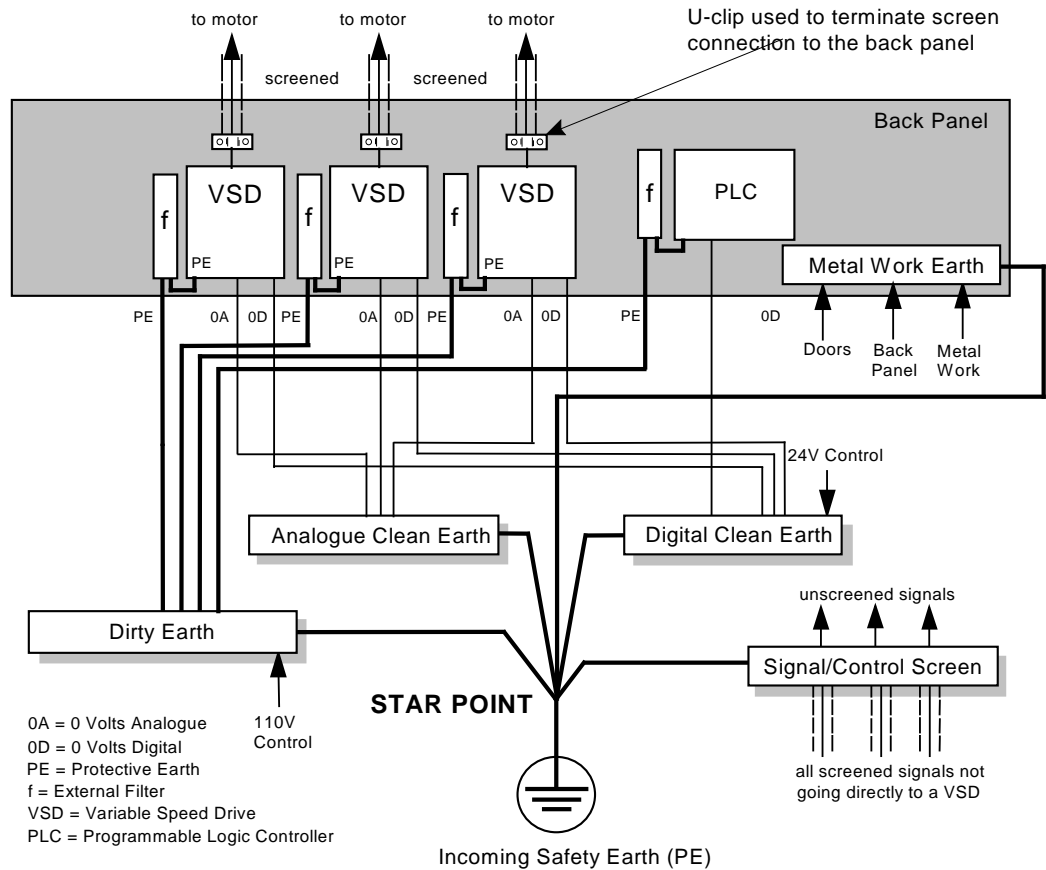 to motor
to motor
to motor
U-clip used to terminate screen
connection to the back panel
screened
screened
Back Panel
VSD
VSD
VSD
PLC
f
f
f
f
PE
PE
PE
Metal Work Earth
PE
0A
0D
PE
0A
0D
PE
0A
0D
PE
0D
Doors
Back
Panel
Metal
Work
24V Control
Analogue Clean Earth
Digital Clean Earth
unscreened signals
Dirty Earth
Signal/Control Screen
STAR POINT
110V
Control
0A = 0 Volts Analogue
0D = 0 Volts Digital
PE = Protective Earth
f = External Filter
VSD = Variable Speed Drive
PLC = Programmable Logic Controller
all screened signals not
going directly to a VSD
Incoming Safety Earth (PE)